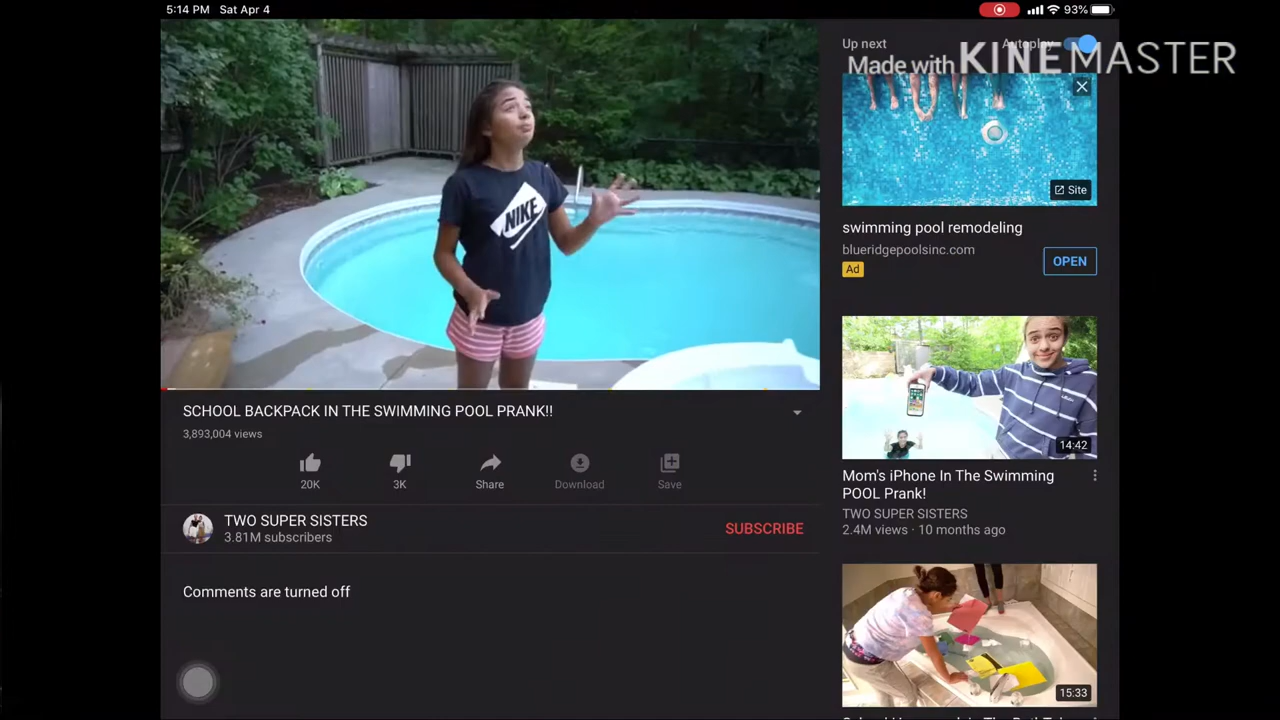 5:14 PM Sat Apr 4
93%
Up next
Autoplay
Made with KINEMASTER
NIKE
Site
swimming pool remodeling
blueridgepoolsinc.com
Ad
OPEN
SCHOOL BACKPACK IN THE SWIMMING POOL PRANK!!
3,893,004 views
20K
3K
Share
Download
Save
TWO SUPER SISTERS
3.81M subscribers
SUBSCRIBE
Comments are turned off
14:42
Mom's iPhone In The Swimming
POOL Prank!
TWO SUPER SISTERS
2.4M views · 10 months ago
15:33